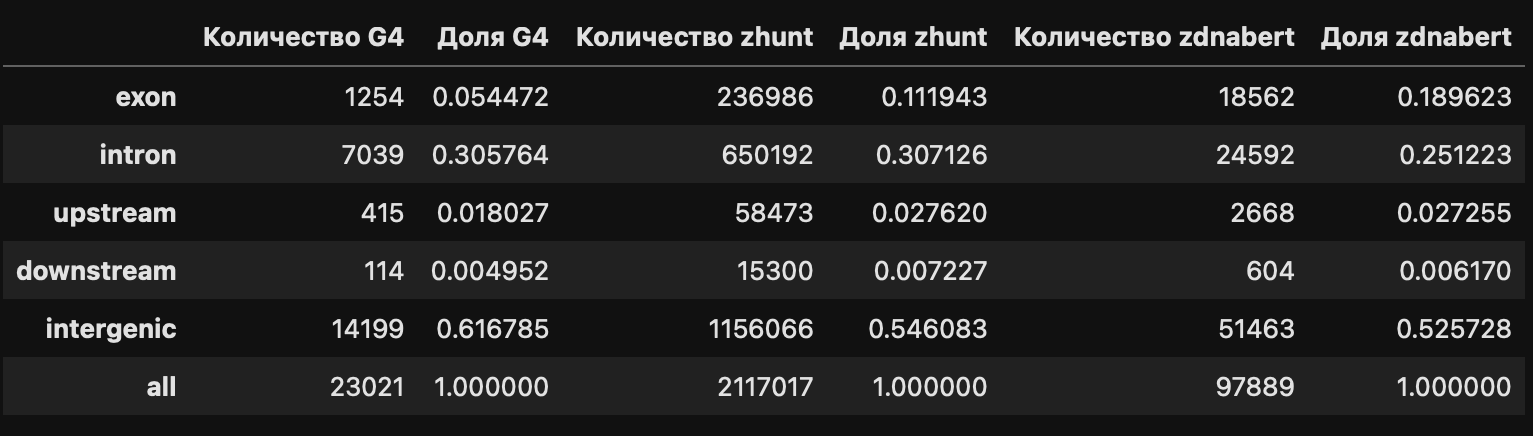 Количество G4 Доля G4 Количество zhunt Доля zhunt Количество zdnabert Доля zdnabert
exon 1254 0.054472 236986 0.111943 18562 0.189623
intron 7039 0.305764 650192 0.307126 24592 0.251223
upstream 415 0.018027 58473 0.027620 2668 0.027255
downstream 114 0.004952 15300 0.007227 604 0.006170
intergenic 14199 0.616785 1156066 0.546083 51463 0.525728
all 23021 1.000000 2117017 1.000000 97889 1.000000